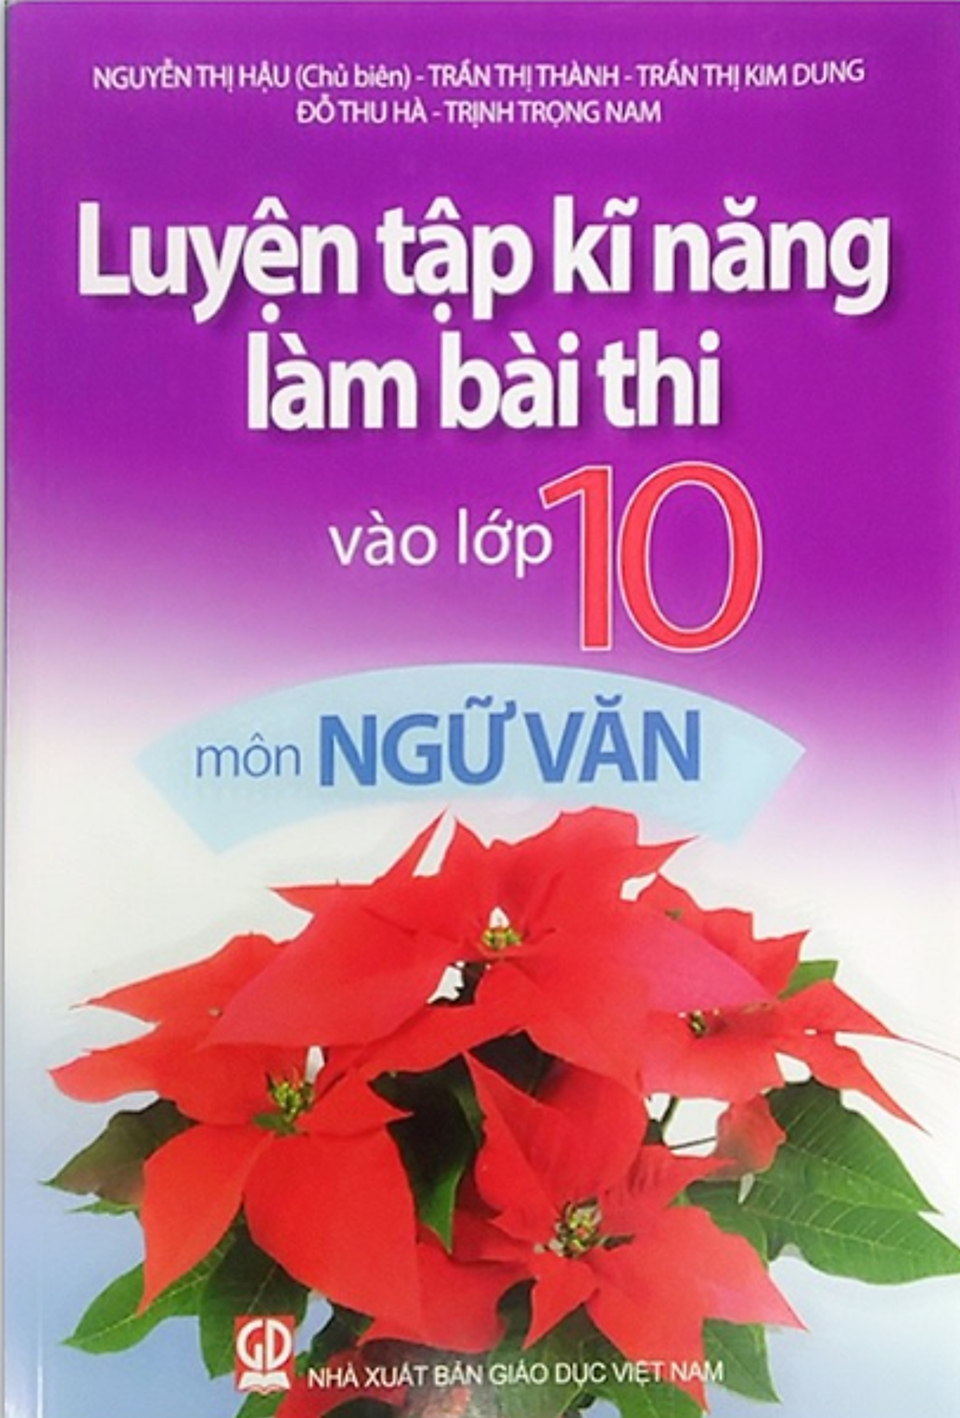 NGUYỄN THỊ HẬU (Chủ biên) - TRẦN THỊ THÀNH - TRẦN THỊ KIM DUNG
ĐỖ THU HÀ - TRỊNH TRỌNG NAM
Luyện tập kĩ năng
làm bài thi
vào lớp 10
môn NGỮ VĂN
GD
NHÀ XUẤT BẢN GIÁO DỤC VIỆT NAM